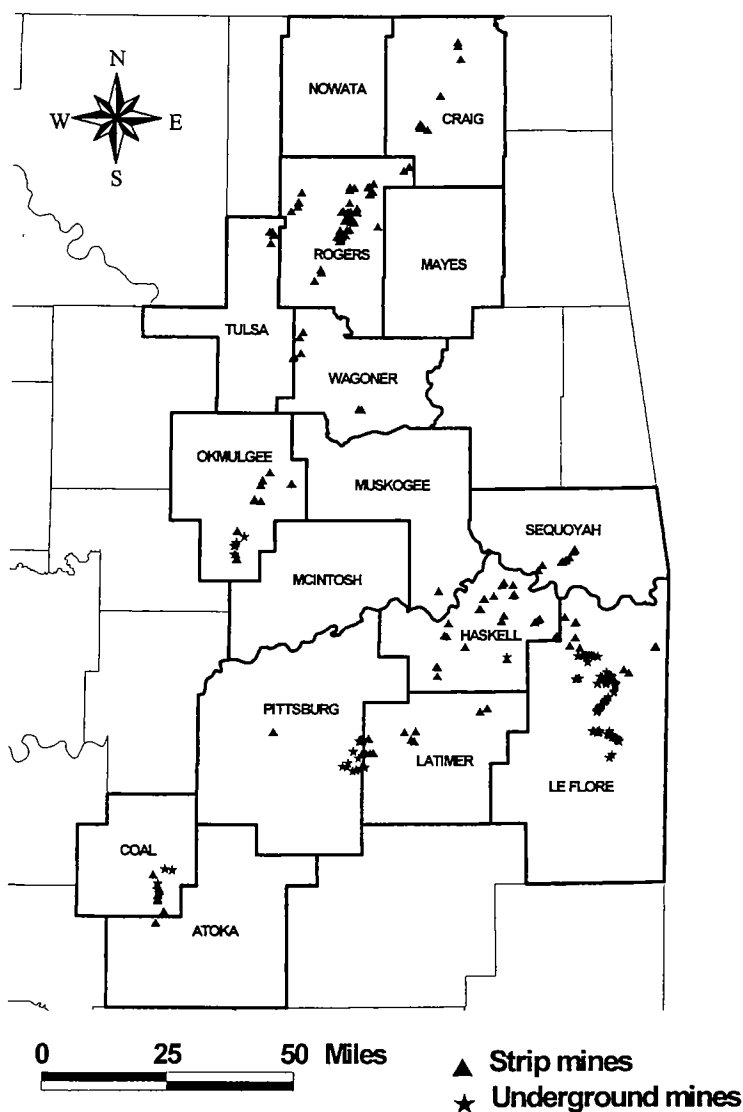 N
W E
S
NOWATA
CRAIG
ROGERS
MAYES
TULSA
WAGONER
OKMULGEE
MUSKOGEE
SEQUOYAH
MCINTOSH
HASKELL
PITTSBURG
LATIMER
LE FLORE
COAL
ATOKA
0 25 50 Miles
Strip mines
Underground mines